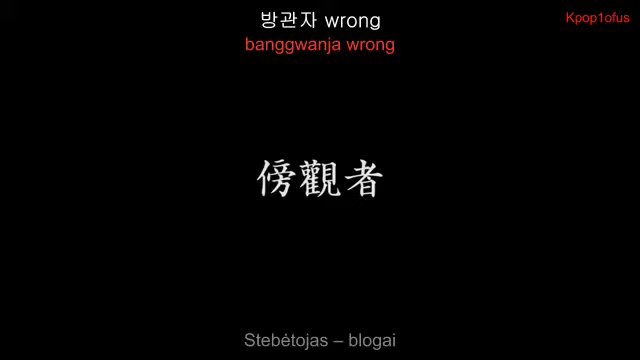 방관자 wrong
Kpop1ofus
banggwanja wrong
傍觀者
Stebėtojas – blogai